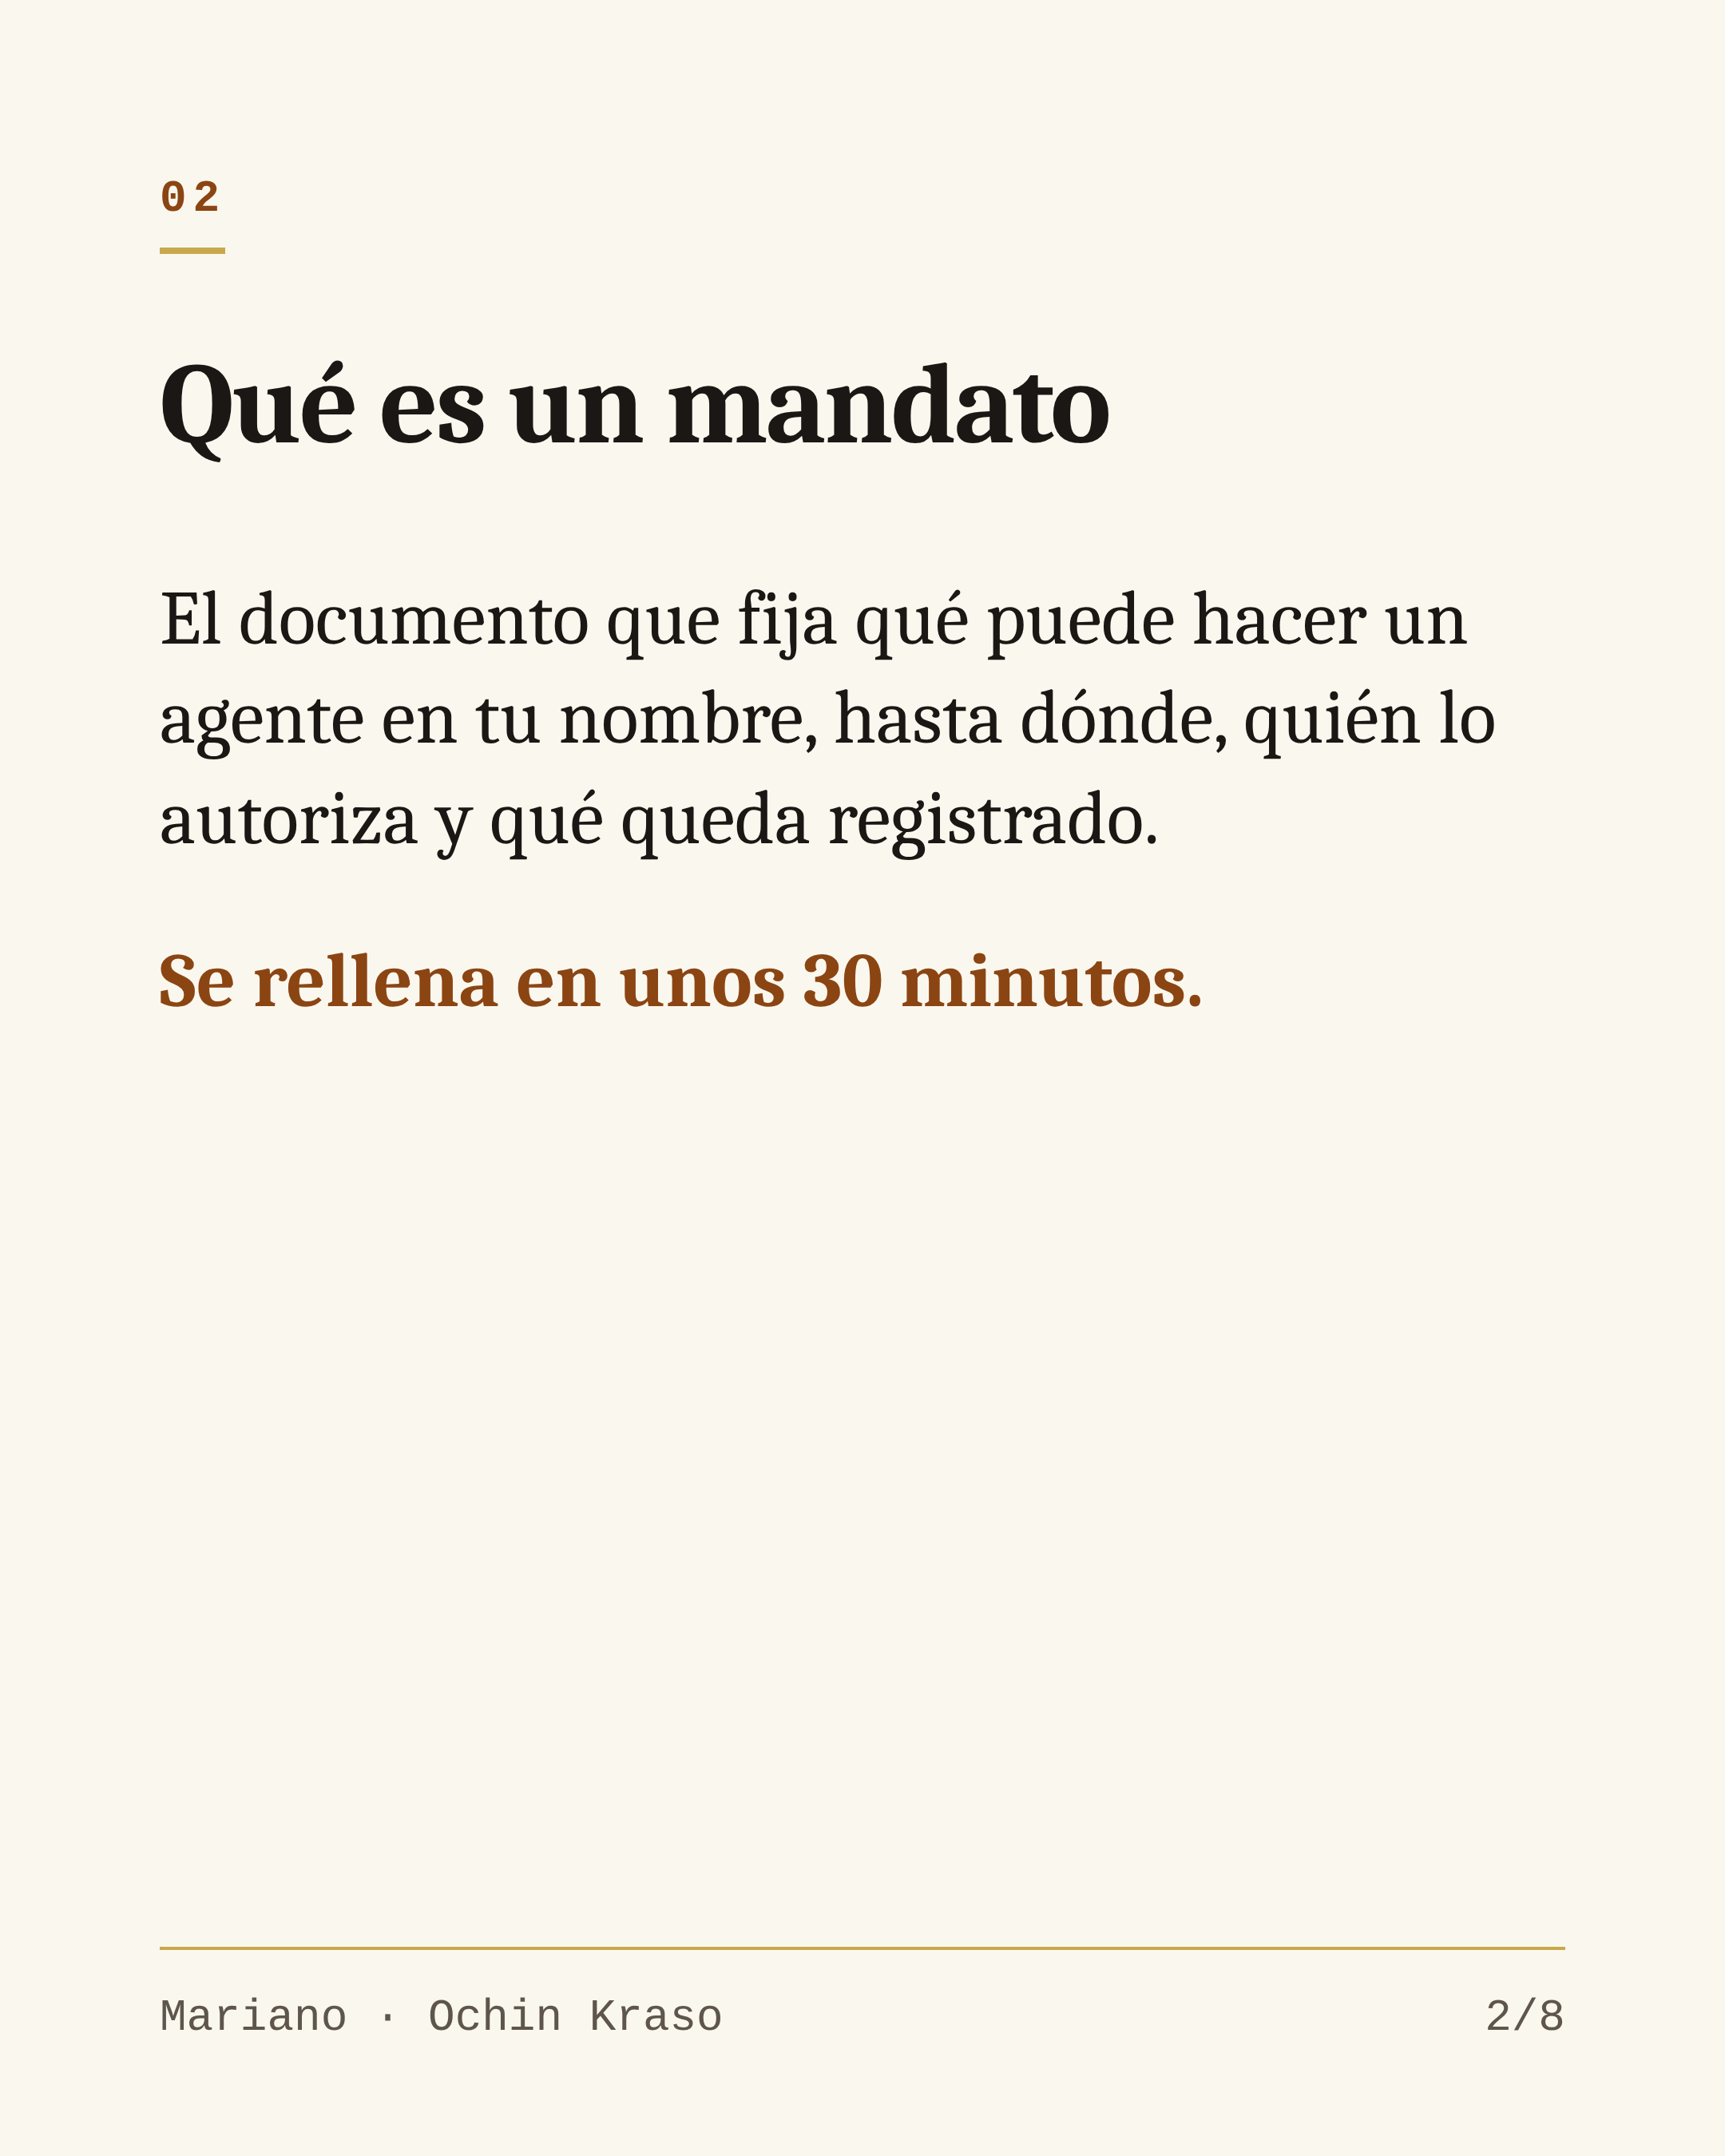 02
Qué es un mandato
El documento que fija qué puede hacer un
agente en tu nombre, hasta dónde, quién lo
autoriza y qué queda registrado.
Se rellena en unos 30 minutos.
Mariano · Ochin Kraso
2/8